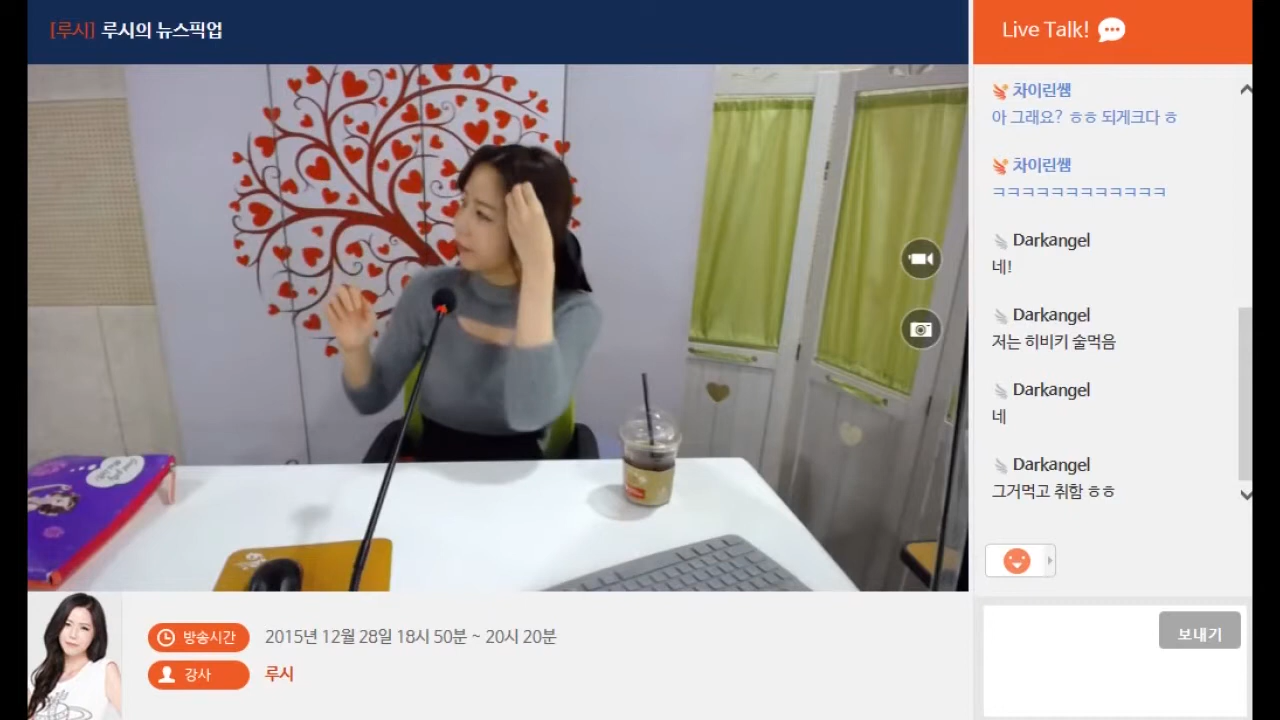 [루시] 루시의 뉴스픽업
Live Talk!
차이린쌤
아 그래요? ㅎㅎ 되게크다 ㅎ
차이린쌤
ㅋㅋㅋㅋㅋㅋㅋㅋㅋㅋㅋㅋ
Darkangel
네!
Darkangel
저는 히비키 술먹음
Darkangel
네
Darkangel
그거먹고 취함 ㅎㅎ
보내기
방송시간 2015년 12월 28일 18시 50분 ~ 20시 20분
강사 루시